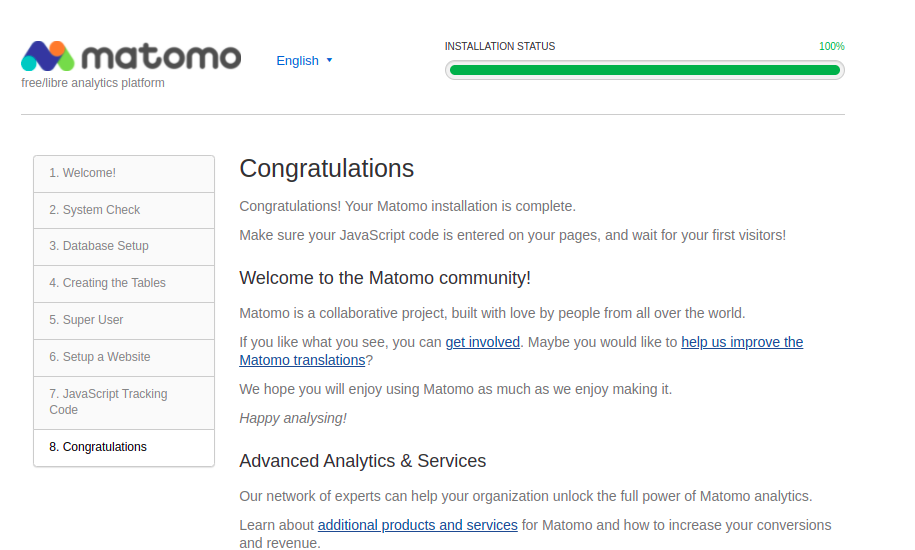 matomo
free/libre analytics platform
English
INSTALLATION STATUS
100%
1. Welcome!
2. System Check
3. Database Setup
4. Creating the Tables
5. Super User
6. Setup a Website
7. JavaScript Tracking
Code
8. Congratulations
Congratulations
Congratulations! Your Matomo installation is complete.
Make sure your JavaScript code is entered on your pages, and wait for your first visitors!
Welcome to the Matomo community!
Matomo is a collaborative project, built with love by people from all over the world.
If you like what you see, you can get involved. Maybe you would like to help us improve the
Matomo translations?
We hope you will enjoy using Matomo as much as we enjoy making it.
Happy analysing!
Advanced Analytics & Services
Our network of experts can help your organization unlock the full power of Matomo analytics.
Learn about additional products and services for Matomo and how to increase your conversions
and revenue.